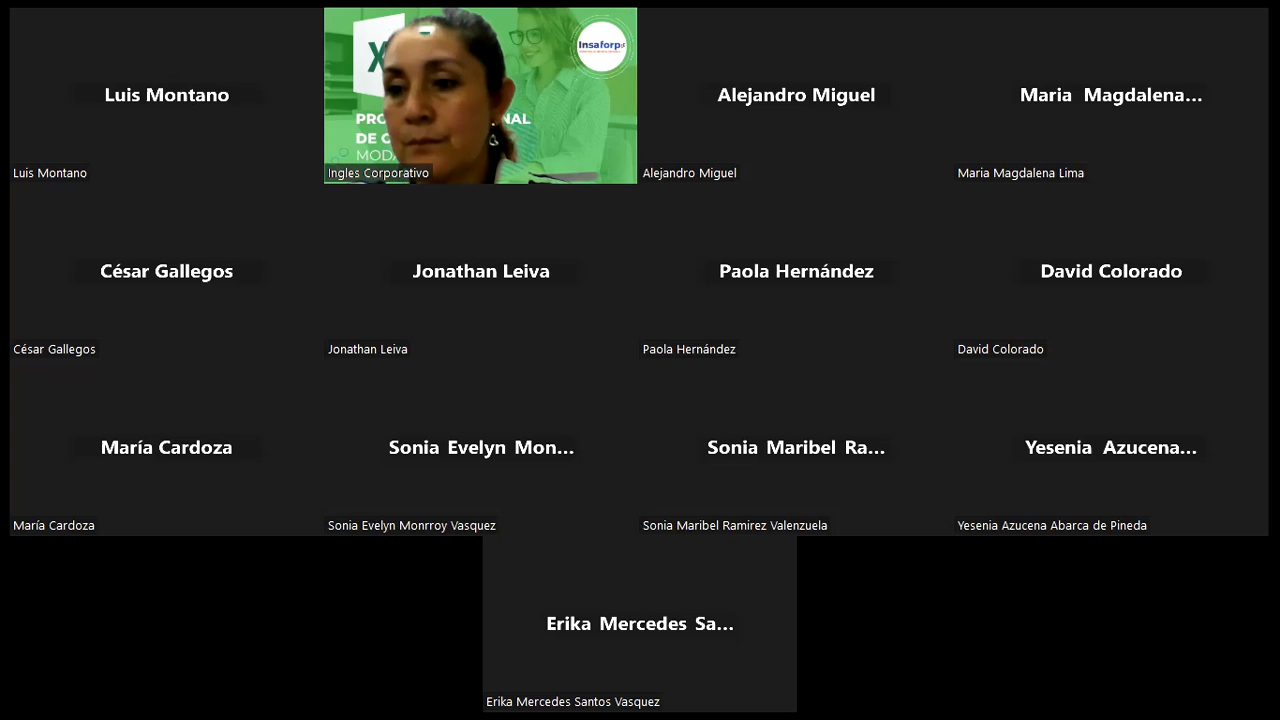 Luis Montano
Luis Montano
X
Insaforp
PRO NAL
DE
MOD
Ingles Corporativo
Alejandro Miguel
Alejandro Miguel
Maria Magdalena...
Maria Magdalena Lima
César Gallegos
César Gallegos
Jonathan Leiva
Jonathan Leiva
Paola Hernández
Paola Hernández
David Colorado
David Colorado
María Cardoza
María Cardoza
Sonia Evelyn Mon...
Sonia Evelyn Monrroy Vasquez
Sonia Maribel Ra...
Sonia Maribel Ramirez Valenzuela
Yesenia Azucena...
Yesenia Azucena Abarca de Pineda
Erika Mercedes Sa...
Erika Mercedes Santos Vasquez